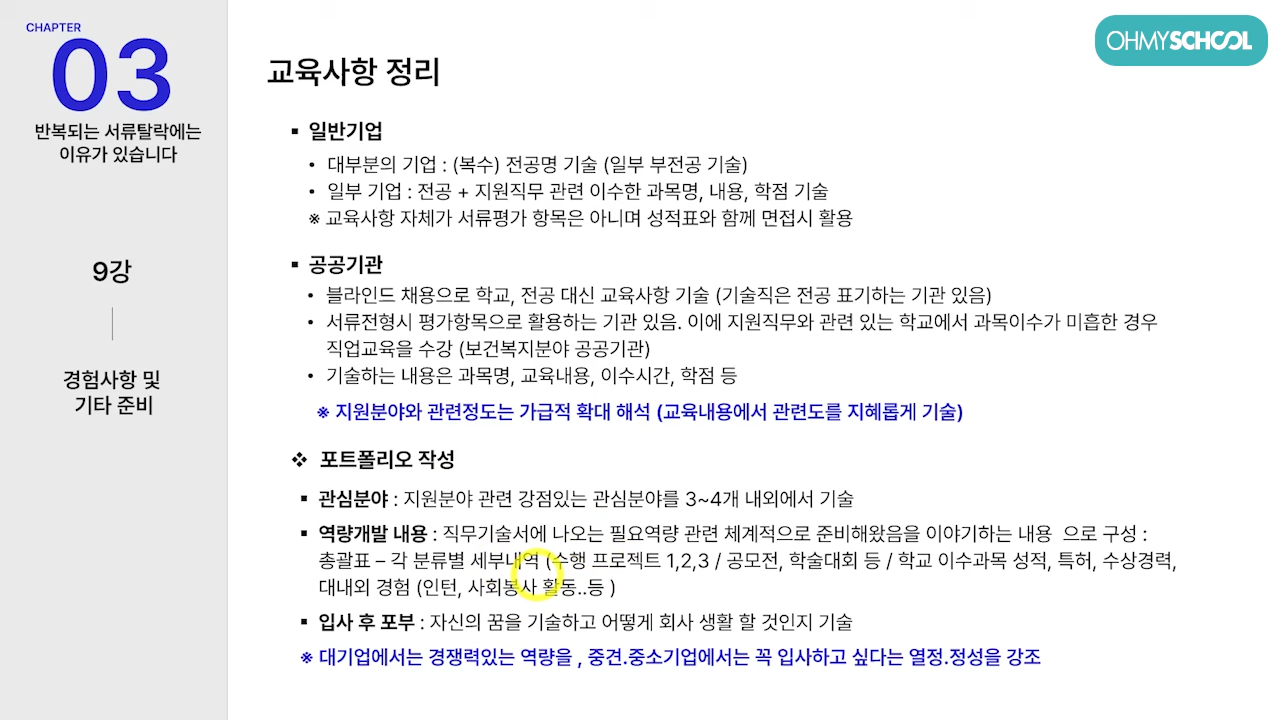 CHAPTER
03
반복되는 서류탈락에는
이유가 있습니다
9강
경험사항 및
기타 준비
OHMYSCHOOL
교육사항 정리
▪ 일반기업
• 대부분의 기업 : (복수) 전공명 기술 (일부 부전공 기술)
• 일부 기업 : 전공 + 지원직무 관련 이수한 과목명, 내용, 학점 기술
※ 교육사항 자체가 서류평가 항목은 아니며 성적표와 함께 면접시 활용
▪ 공공기관
• 블라인드 채용으로 학교, 전공 대신 교육사항 기술 (기술직은 전공 표기하는 기관 있음)
• 서류전형시 평가항목으로 활용하는 기관 있음. 이에 지원직무와 관련 있는 학교에서 과목이수가 미흡한 경우
직업교육을 수강 (보건복지분야 공공기관)
• 기술하는 내용은 과목명, 교육내용, 이수시간, 학점 등
※ 지원분야와 관련정도는 가급적 확대 해석 (교육내용에서 관련도를 지혜롭게 기술)
❖ 포트폴리오 작성
▪ 관심분야 : 지원분야 관련 강점있는 관심분야를 3~4개 내외에서 기술
▪ 역량개발 내용 : 직무기술서에 나오는 필요역량 관련 체계적으로 준비해왔음을 이야기하는 내용 으로 구성 :
총괄표 – 각 분류별 세부내역 (수행 프로젝트 1,2,3 / 공모전, 학술대회 등 / 학교 이수과목 성적, 특허, 수상경력,
대내외 경험 (인턴, 사회봉사 활동..등 )
▪ 입사 후 포부 : 자신의 꿈을 기술하고 어떻게 회사 생활 할 것인지 기술
※ 대기업에서는 경쟁력있는 역량을 , 중견.중소기업에서는 꼭 입사하고 싶다는 열정.정성을 강조